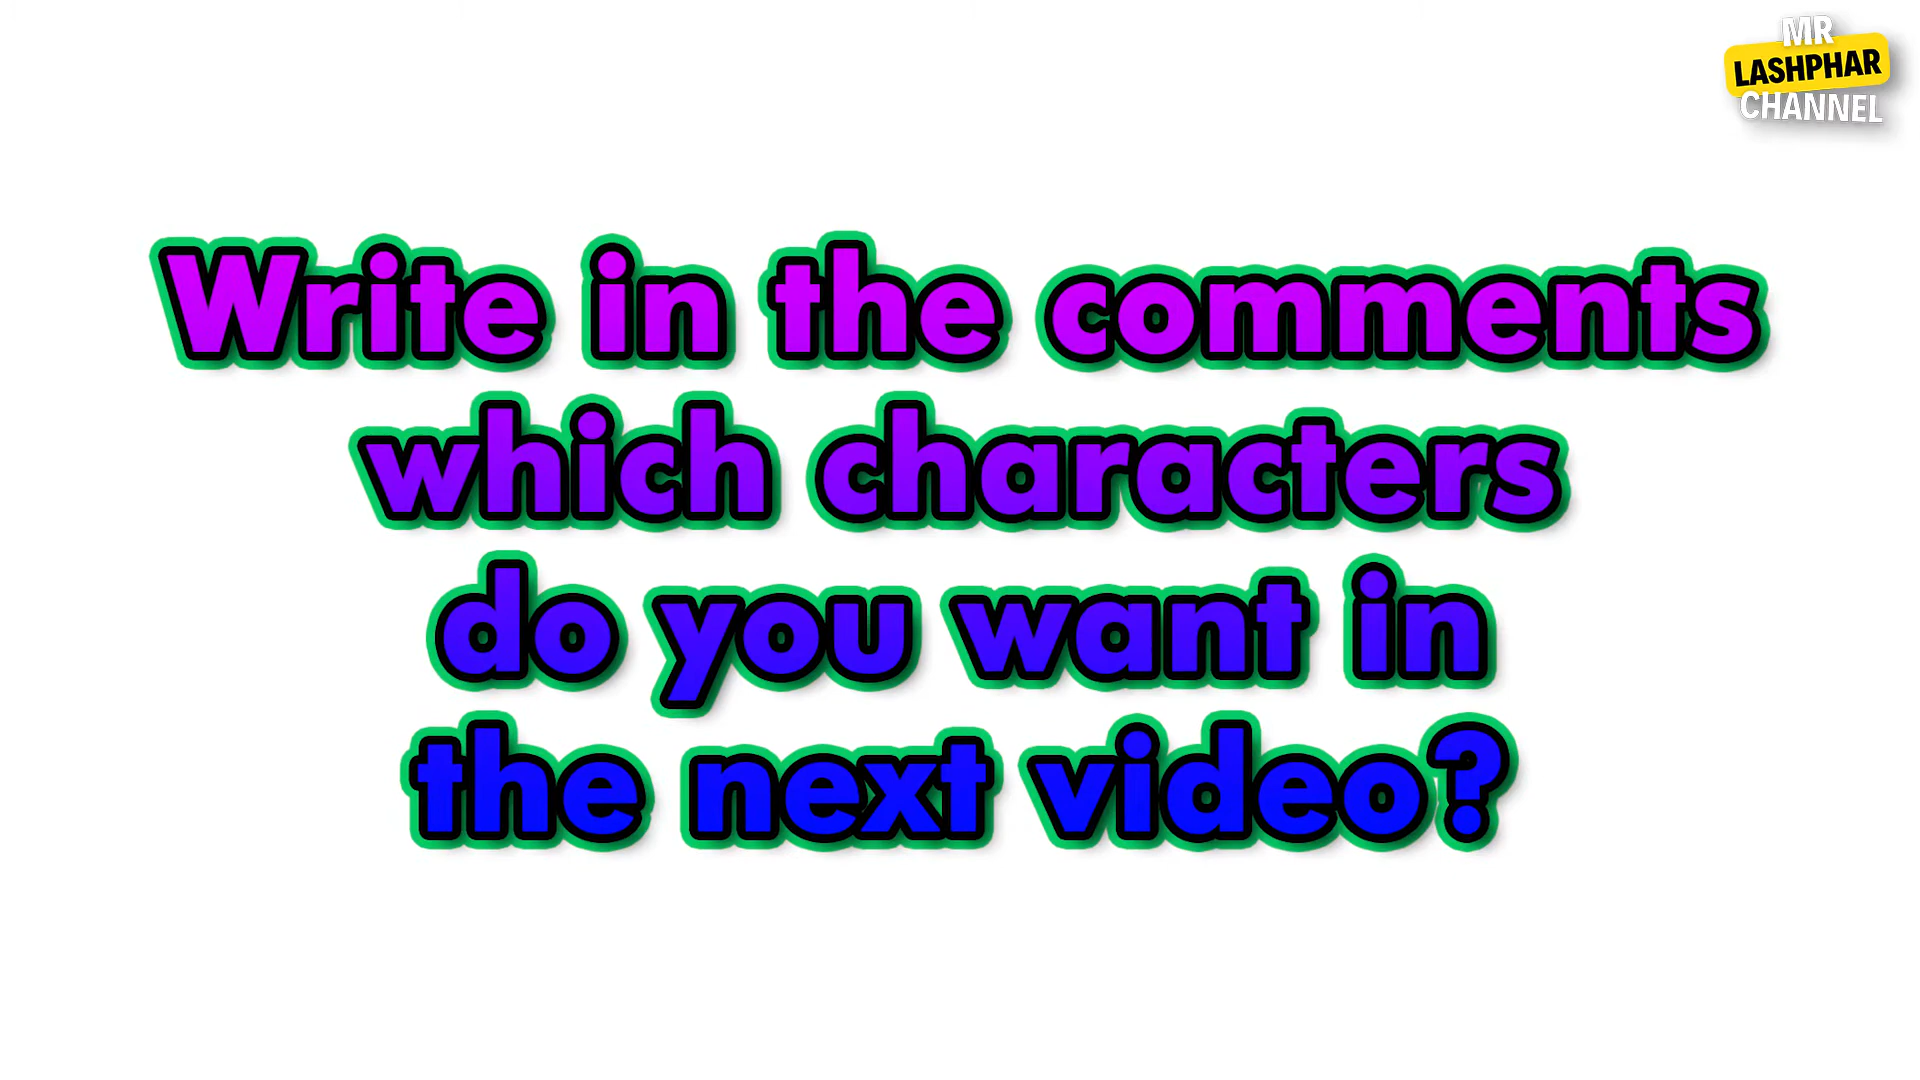 MR
LASHPHAR
CHANNEL
Write in the comments
which characters
do you want in
the next video?